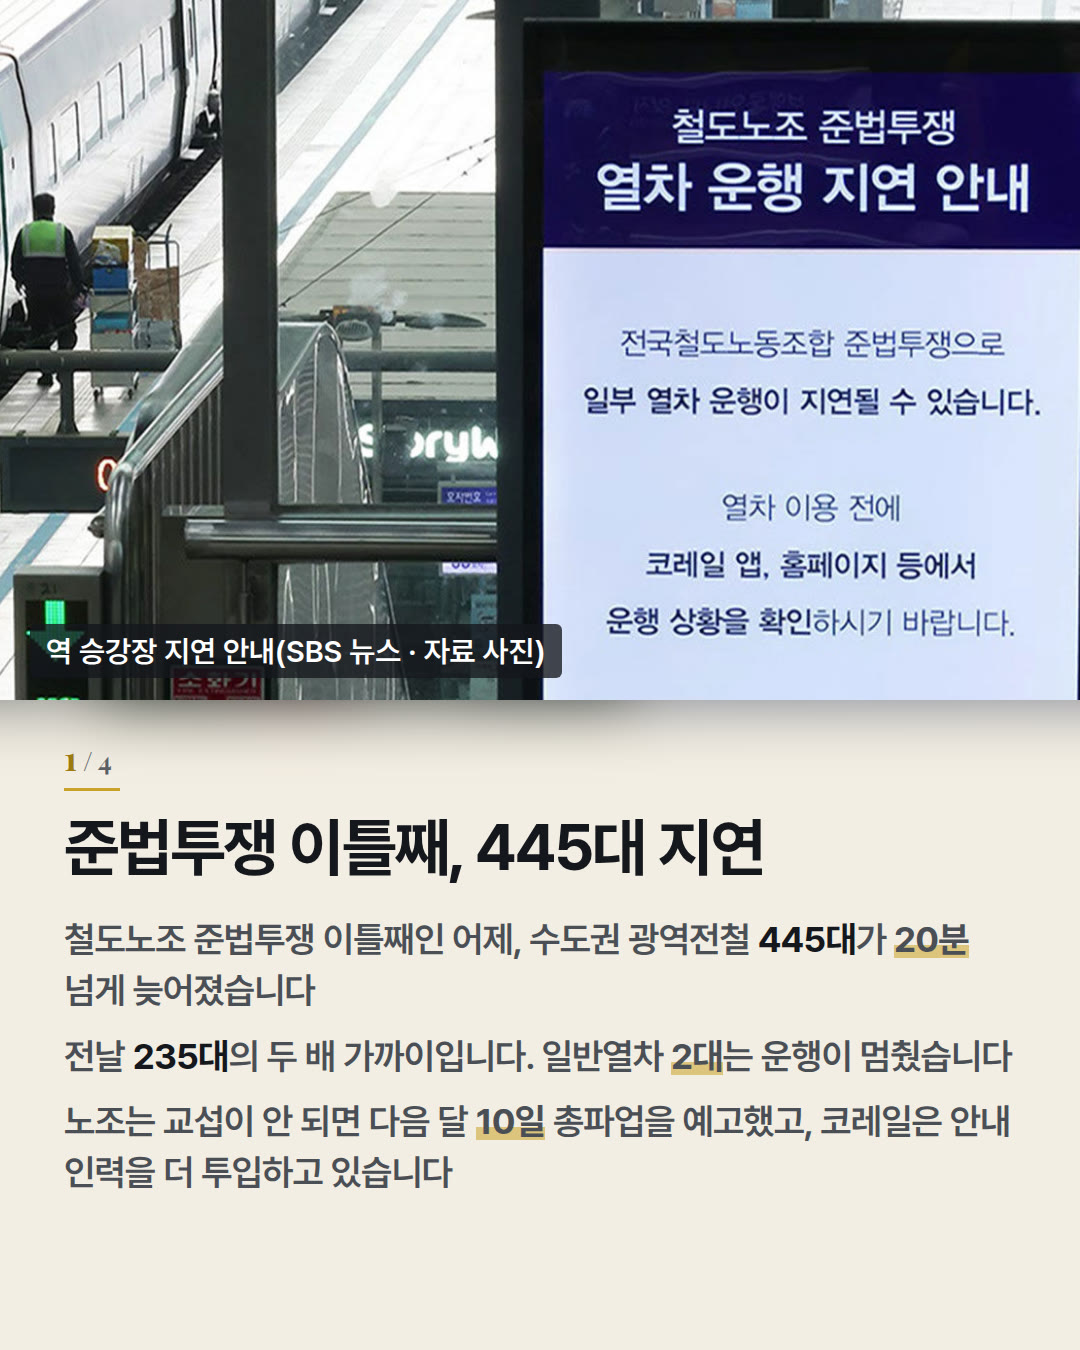 철도노조 준법투쟁
열차 운행 지연 안내
전국철도노동조합 준법투쟁으로
일부 열차 운행이 지연될 수 있습니다.
열차 이용 전에
코레일 앱, 홈페이지 등에서
운행 상황을 확인하시기 바랍니다.
소화기
역 승강장 지연 안내(SBS 뉴스 · 자료 사진)
1 / 4
준법투쟁 이틀째, 445대 지연
철도노조 준법투쟁 이틀째인 어제, 수도권 광역전철 445대가 20분
넘게 늦어졌습니다
전날 235대의 두 배 가까이입니다. 일반열차 2대는 운행이 멈췄습니다
노조는 교섭이 안 되면 다음 달 10일 총파업을 예고했고, 코레일은 안내
인력을 더 투입하고 있습니다